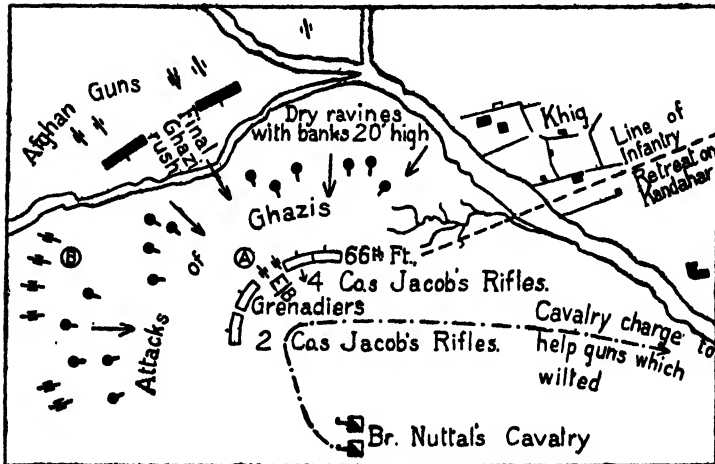 Afghan Guns
Final
Ghazi
rush
Dry ravines
with banks 20' high
Khig
Line of
Infantry
Retreat on
Kandahar
Ghazis
Attacks of
B
A
66th Ft.
E/B
4 Cos Jacob's Rifles.
Grenadiers
2 Cos Jacob's Rifles.
Cavalry charge to
help guns which
wilted
Br. Nuttal's Cavalry